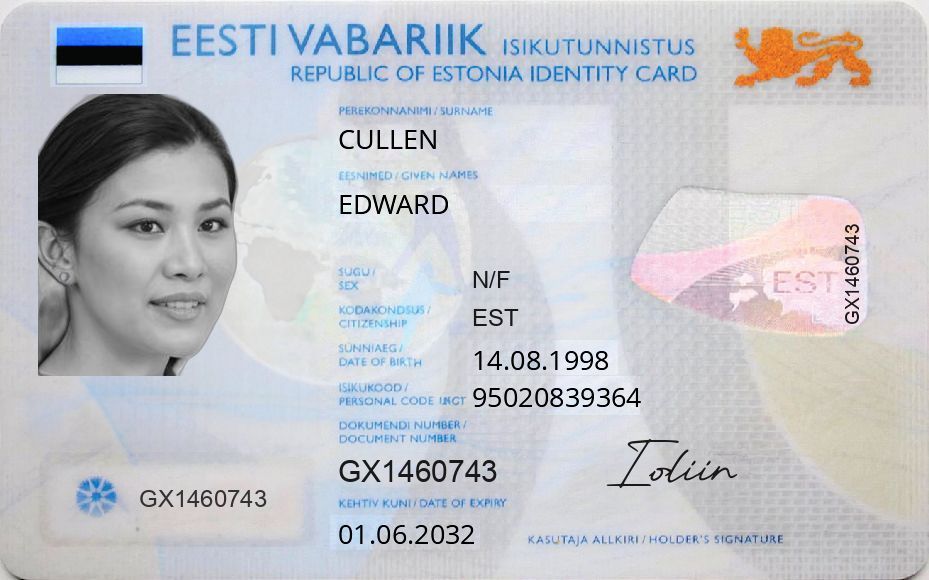 EESTI VABARIIK ISIKUTUNNISTUS
REPUBLIC OF ESTONIA IDENTITY CARD
PEREKONNANIMI / SURNAME
CULLEN
EESNIMED / GIVEN NAMES
EDWARD
SUGU /
SEX
N/F
KODAKONDSUS /
CITIZENSHIP
EST
SÜNNIAEG /
DATE OF BIRTH
14.08.1998
ISIKUKOOD /
PERSONAL CODE
95020839364
DOKUMENDI NUMBER /
DOCUMENT NUMBER
GX1460743
KEHTIV KUNI / DATE OF EXPIRY
01.06.2032
GX1460743
EST
GX1460743
KASUTAJA ALLKIRI / HOLDER'S SIGNATURE